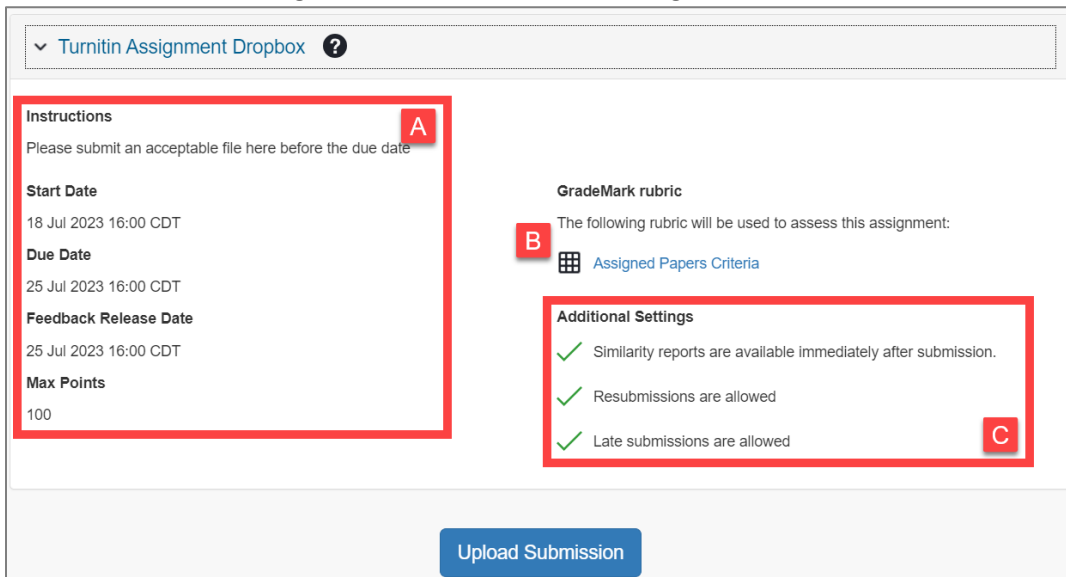 Turnitin Assignment Dropbox ?
Instructions
A
Please submit an acceptable file here before the due date
Start Date
18 Jul 2023 16:00 CDT
Due Date
25 Jul 2023 16:00 CDT
Feedback Release Date
25 Jul 2023 16:00 CDT
Max Points
100
GradeMark rubric
The following rubric will be used to assess this assignment:
B
Assigned Papers Criteria
Additional Settings
Similarity reports are available immediately after submission.
Resubmissions are allowed
Late submissions are allowed
C
Upload Submission